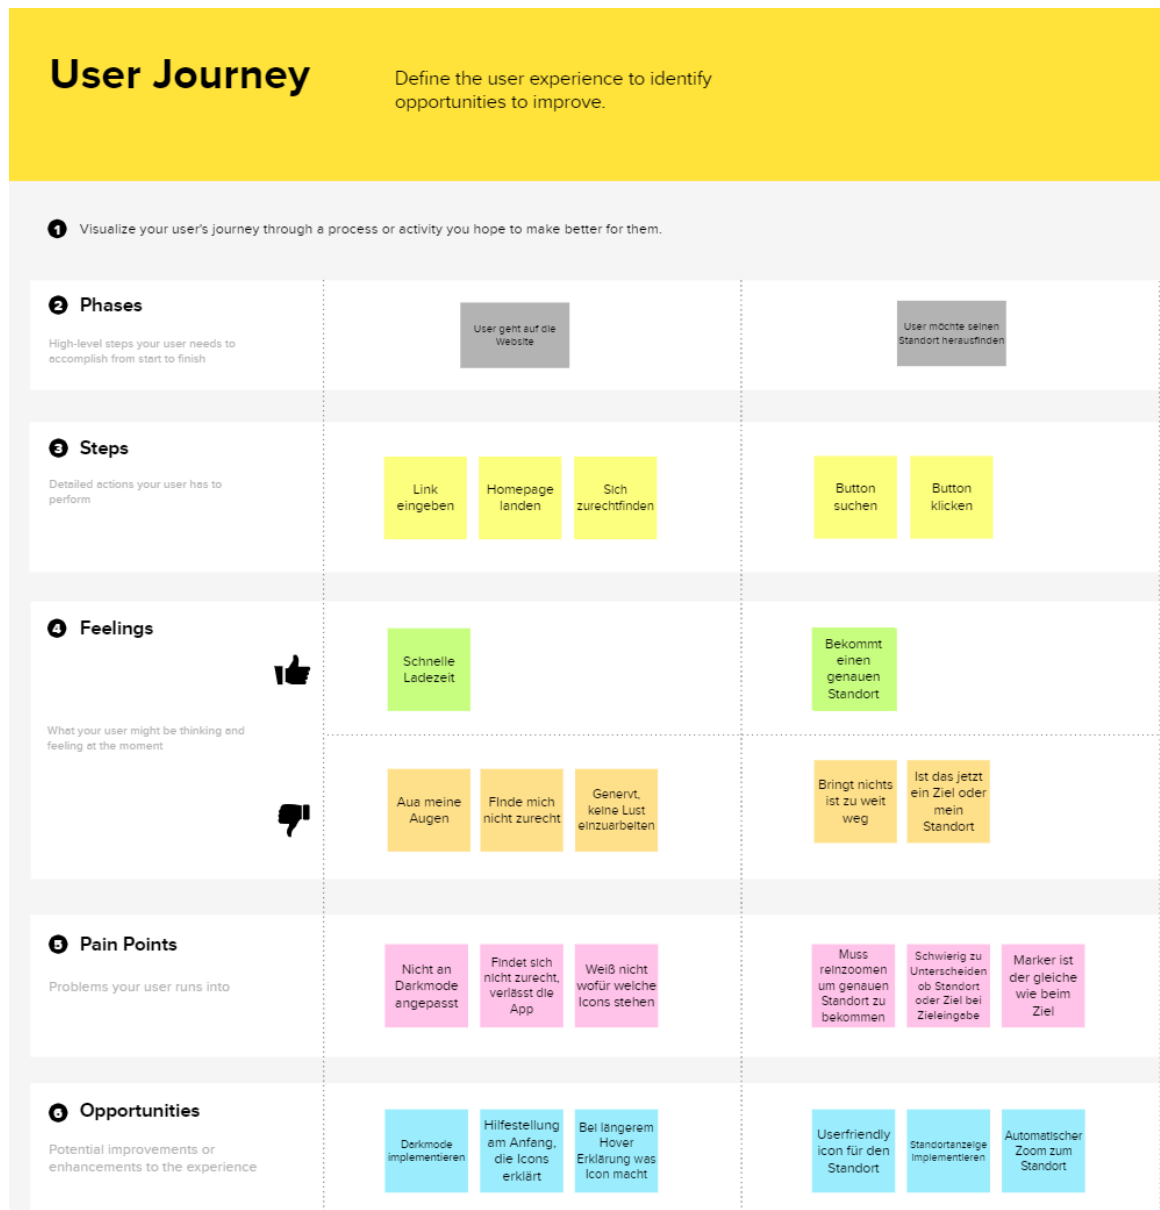 User Journey
Define the user experience to identify
opportunities to improve.
1 Visualize your user's journey through a process or activity you hope to make better for them.
2 Phases
High-level steps your user needs to
accomplish from start to finish
User geht auf die
Website
User möchte seinen
Standort herausfinden
3 Steps
Detailed actions your user has to
perform
Link
eingeben
Homepage
landen
Sich
zurechtfinden
Button
suchen
Button
klicken
4 Feelings
What your user might be thinking and
feeling at the moment
Schnelle
Ladezeit
Bekommt
einen
genauen
Standort
Aua meine
Augen
Finde mich
nicht zurecht
Genervt,
keine Lust
einzuarbeiten
Bringt nichts
ist zu weit
weg
Ist das jetzt
ein Ziel oder
mein
Standort
5 Pain Points
Problems your user runs into
Nicht an
Darkmode
angepasst
Findet sich
nicht zurecht,
verlässt die
App
Weiß nicht
wofür welche
Icons stehen
Muss
reinzoomen
um genauen
Standort zu
bekommen
Schwierig zu
Unterscheiden
ob Standort
oder Ziel bei
Zieleingabe
Marker ist
der gleiche
wie beim
Ziel
6 Opportunities
Potential improvements or
enhancements to the experience
Darkmode
implementieren
Hilfestellung
am Anfang,
die Icons
erklärt
Bei längerem
Hover
Erklärung was
Icon macht
Userfriendly
icon für den
Standort
Standortanzeige
Implementieren
Automatischer
Zoom zum
Standort